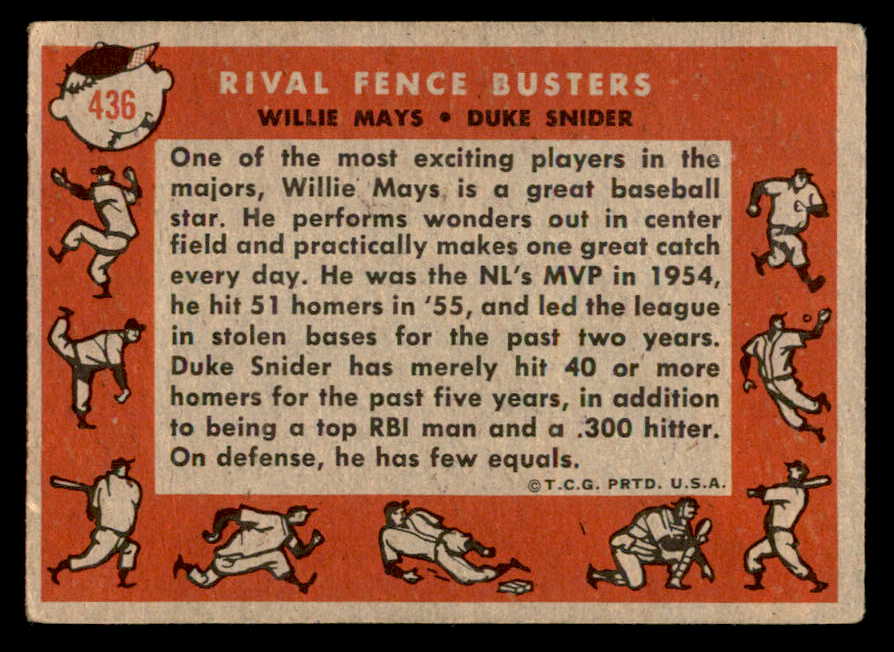 436
RIVAL FENCE BUSTERS
WILLIE MAYS • DUKE SNIDER
One of the most exciting players in the
majors, Willie Mays is a great baseball
star. He performs wonders out in center
field and practically makes one great catch
every day. He was the NL's MVP in 1954,
he hit 51 homers in '55, and led the league
in stolen bases for the past two years.
Duke Snider has merely hit 40 or more
homers for the past five years, in addition
to being a top RBI man and a .300 hitter.
On defense, he has few equals.
©T.C.G. PRTD. U.S.A.